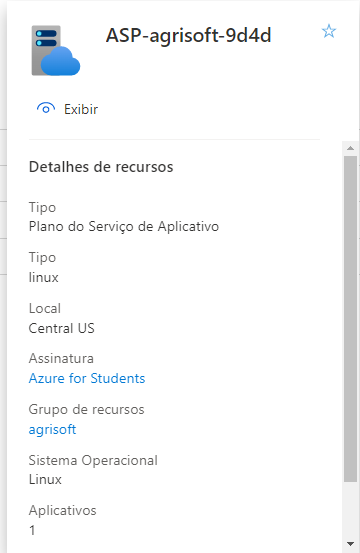 ASP-agrisoft-9d4d
Exibir
Detalhes de recursos
Tipo
Plano do Serviço de Aplicativo
Tipo
linux
Local
Central US
Assinatura
Azure for Students
Grupo de recursos
agrisoft
Sistema Operacional
Linux
Aplicativos
1